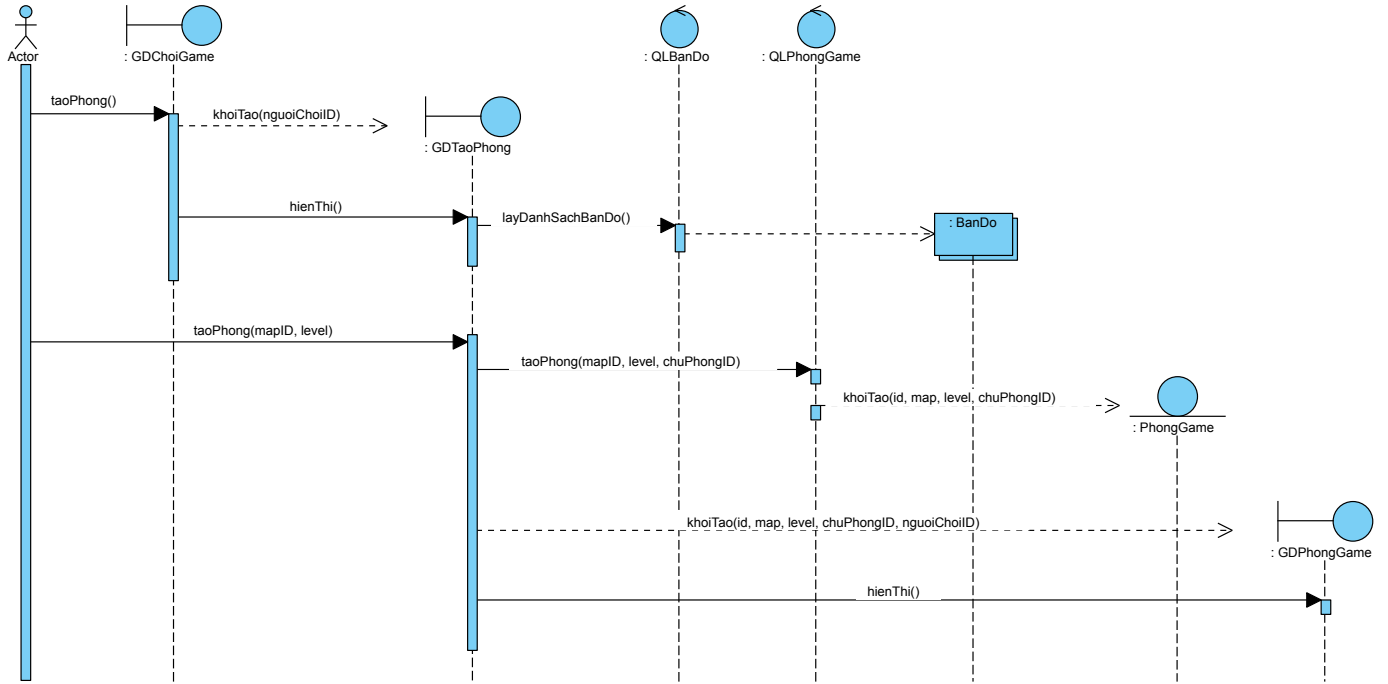 Actor
: GDChoiGame
: QLBanDo
: QLPhongGame
taoPhong()
khoiTao(nguoiChoiID)
: GDTaoPhong
hienThi()
layDanhSachBanDo()
: BanDo
taoPhong(mapID, level)
taoPhong(mapID, level, chuPhongID)
khoiTao(id, map, level, chuPhongID)
: PhongGame
khoiTao(id, map, level, chuPhongID, nguoiChoiID)
: GDPhongGame
hienThi()